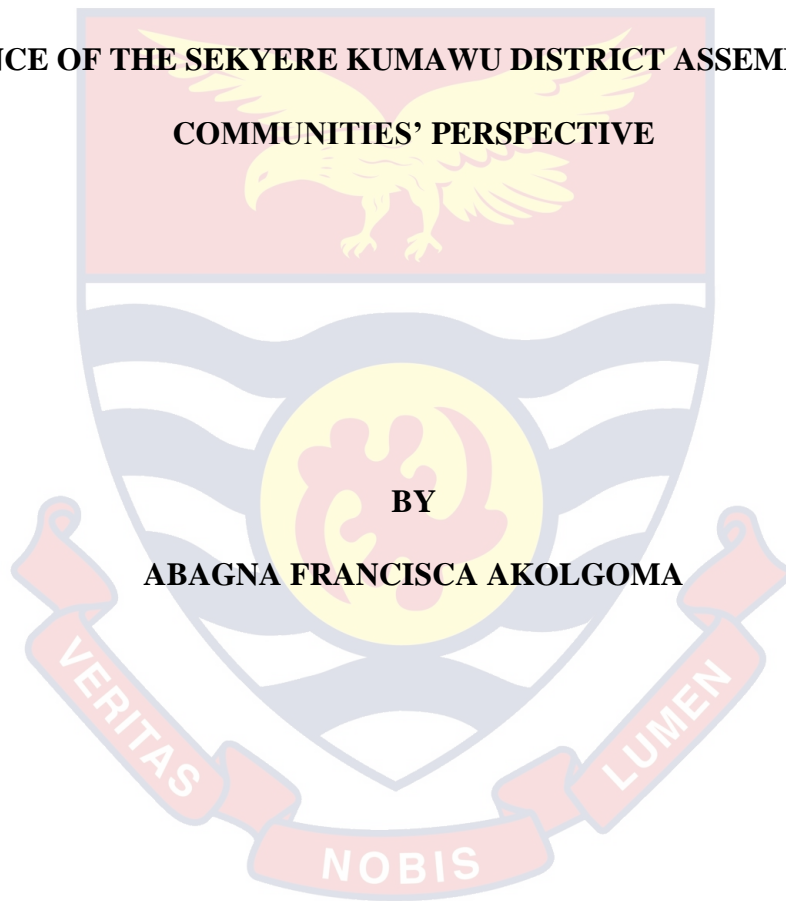 OF THE SEKYERE KUMAWU DISTRICT
COMMUNITIES’ PERSPECTIVE
BY
ABAGNA FRANCISCA AKOLGOMA
VERITAS
NOBIS
LUMEN